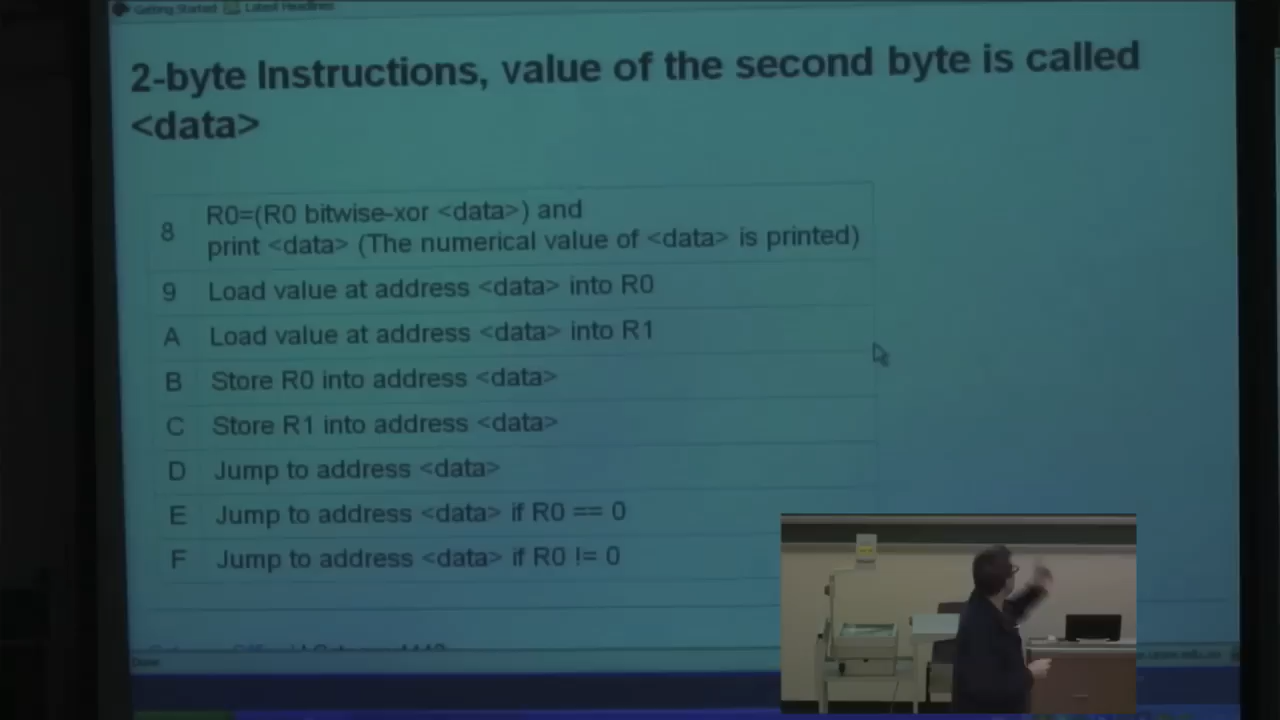 Getting Started Latest Headlines
2-byte Instructions, value of the second byte is called
<data>
8 R0=(R0 bitwise-xor <data>) and
print <data> (The numerical value of <data> is printed)
9 Load value at address <data> into R0
A Load value at address <data> into R1
B Store R0 into address <data>
C Store R1 into address <data>
D Jump to address <data>
E Jump to address <data> if R0 == 0
F Jump to address <data> if R0 != 0
Done